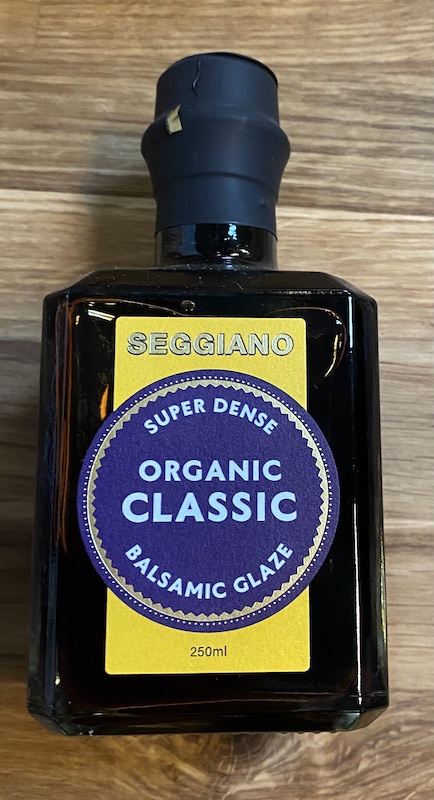 SEGGIANO
SUPER DENSE
ORGANIC
CLASSIC
BALSAMIC GLAZE
250ml